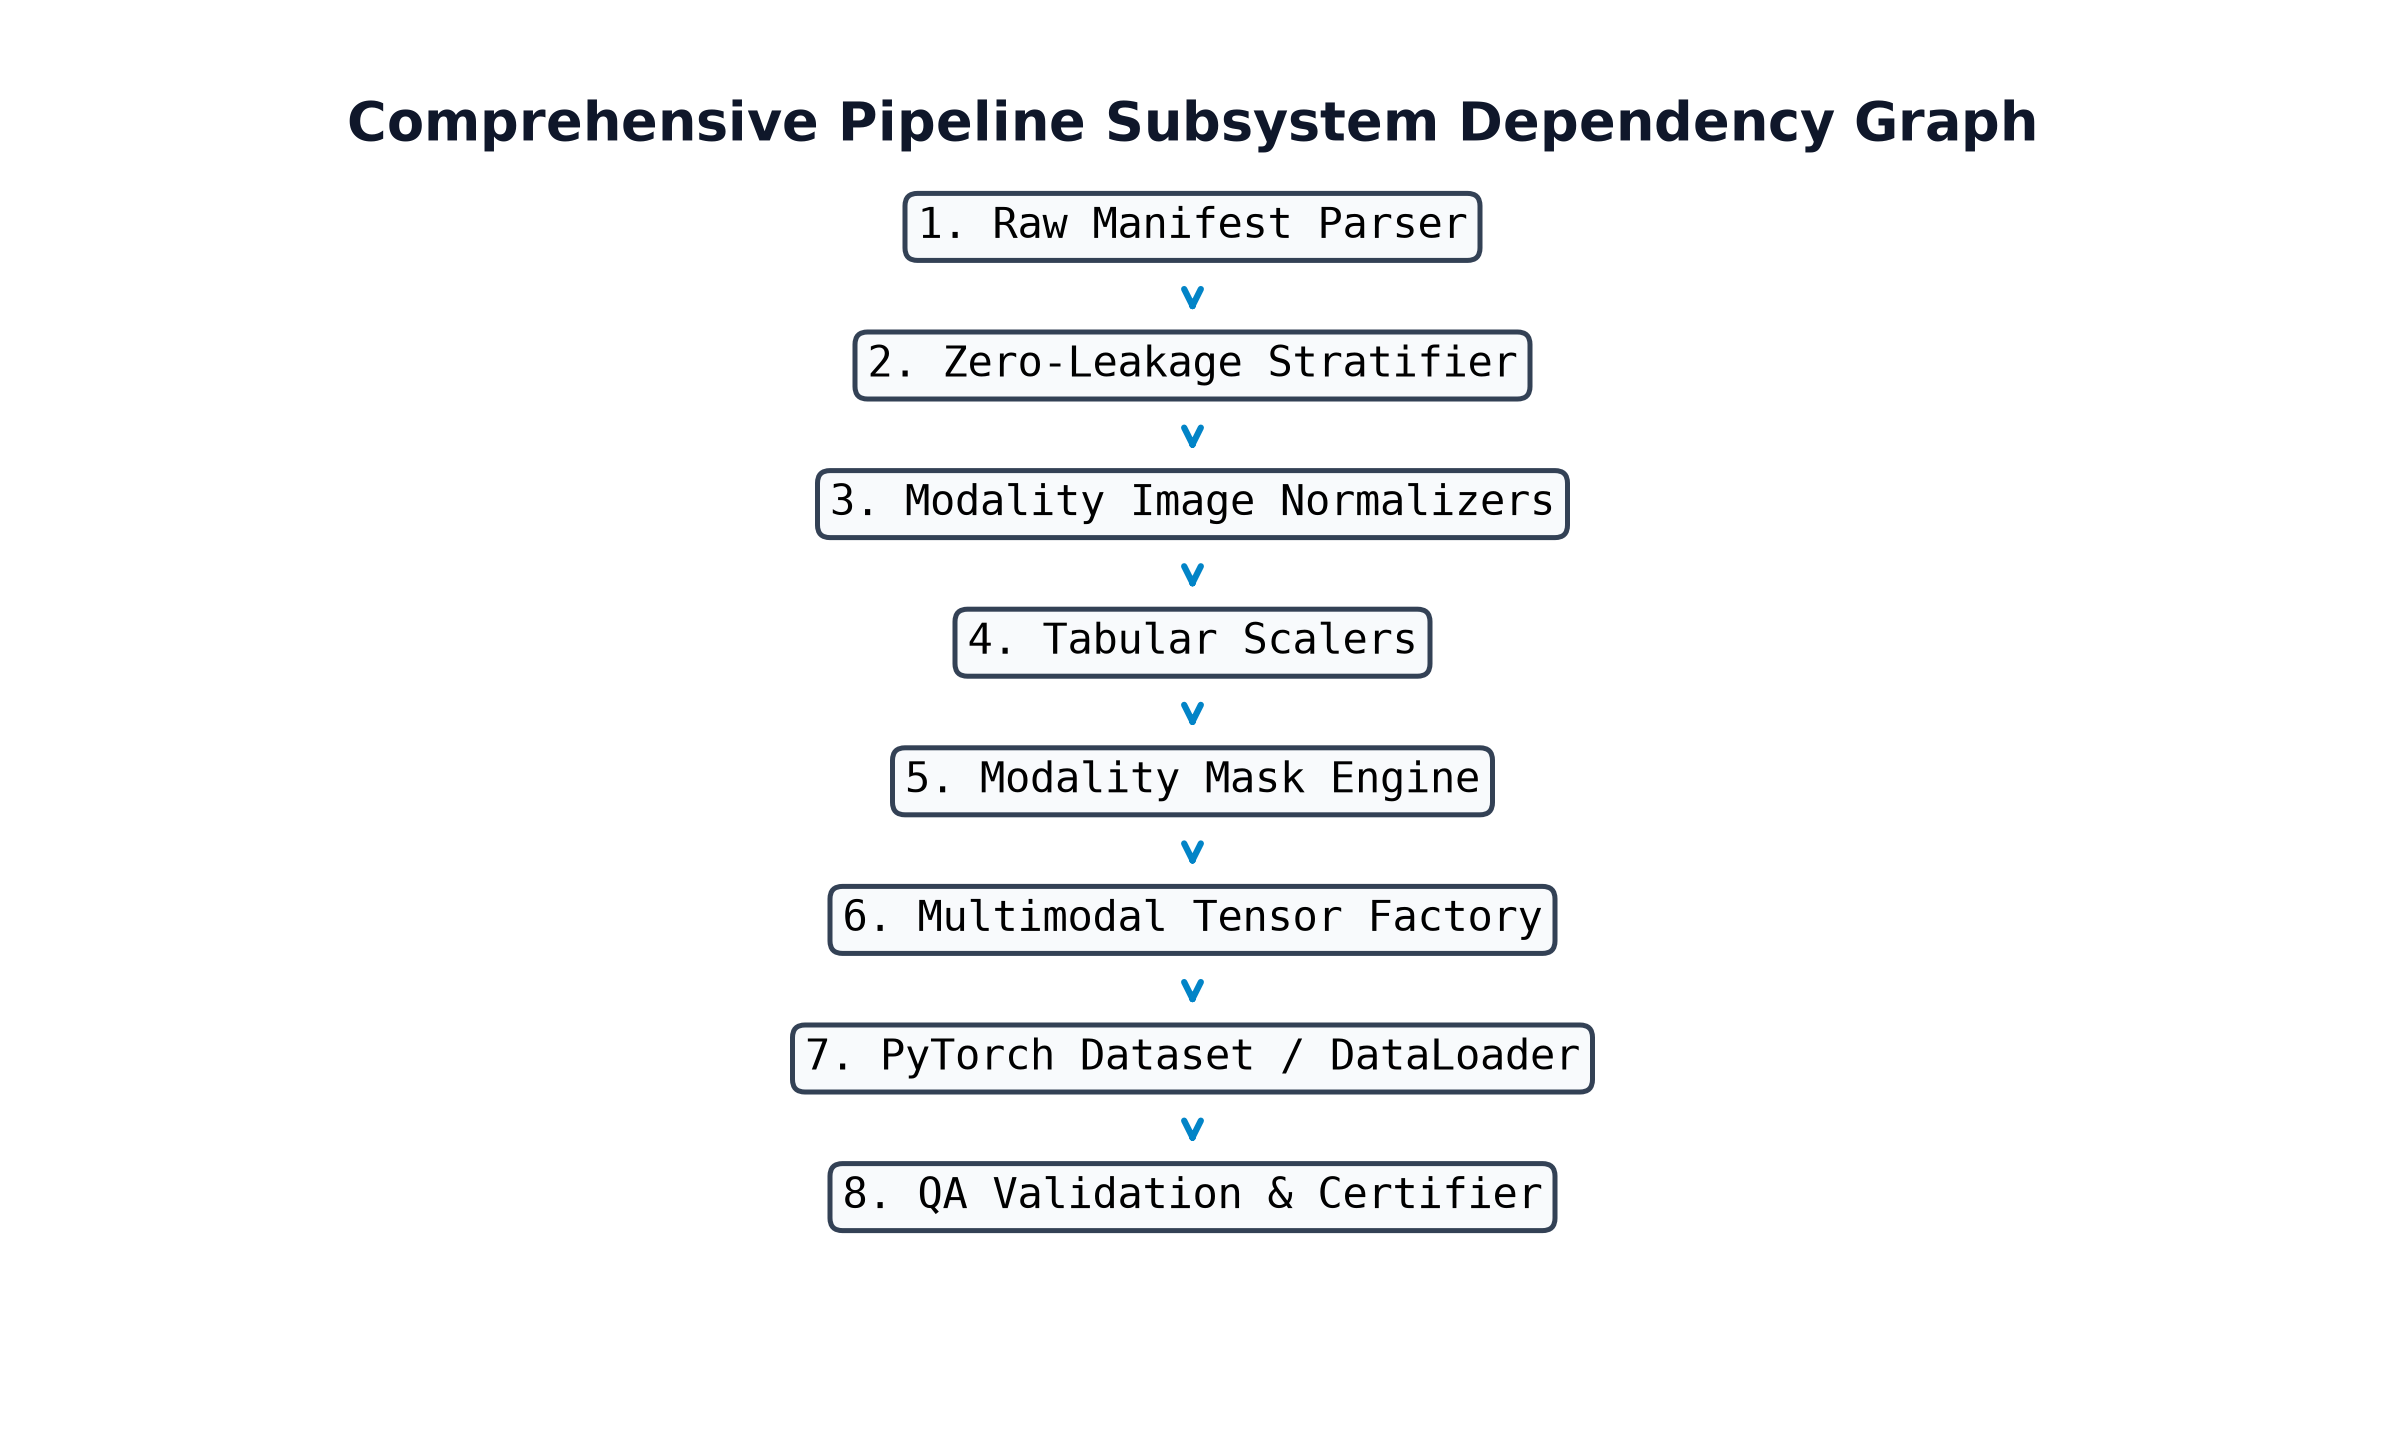 Comprehensive Pipeline Subsystem Dependency Graph
1. Raw Manifest Parser
2. Zero-Leakage Stratifier
3. Modality Image Normalizers
4. Tabular Scalers
5. Modality Mask Engine
6. Multimodal Tensor Factory
7. PyTorch Dataset / DataLoader
8. QA Validation & Certifier